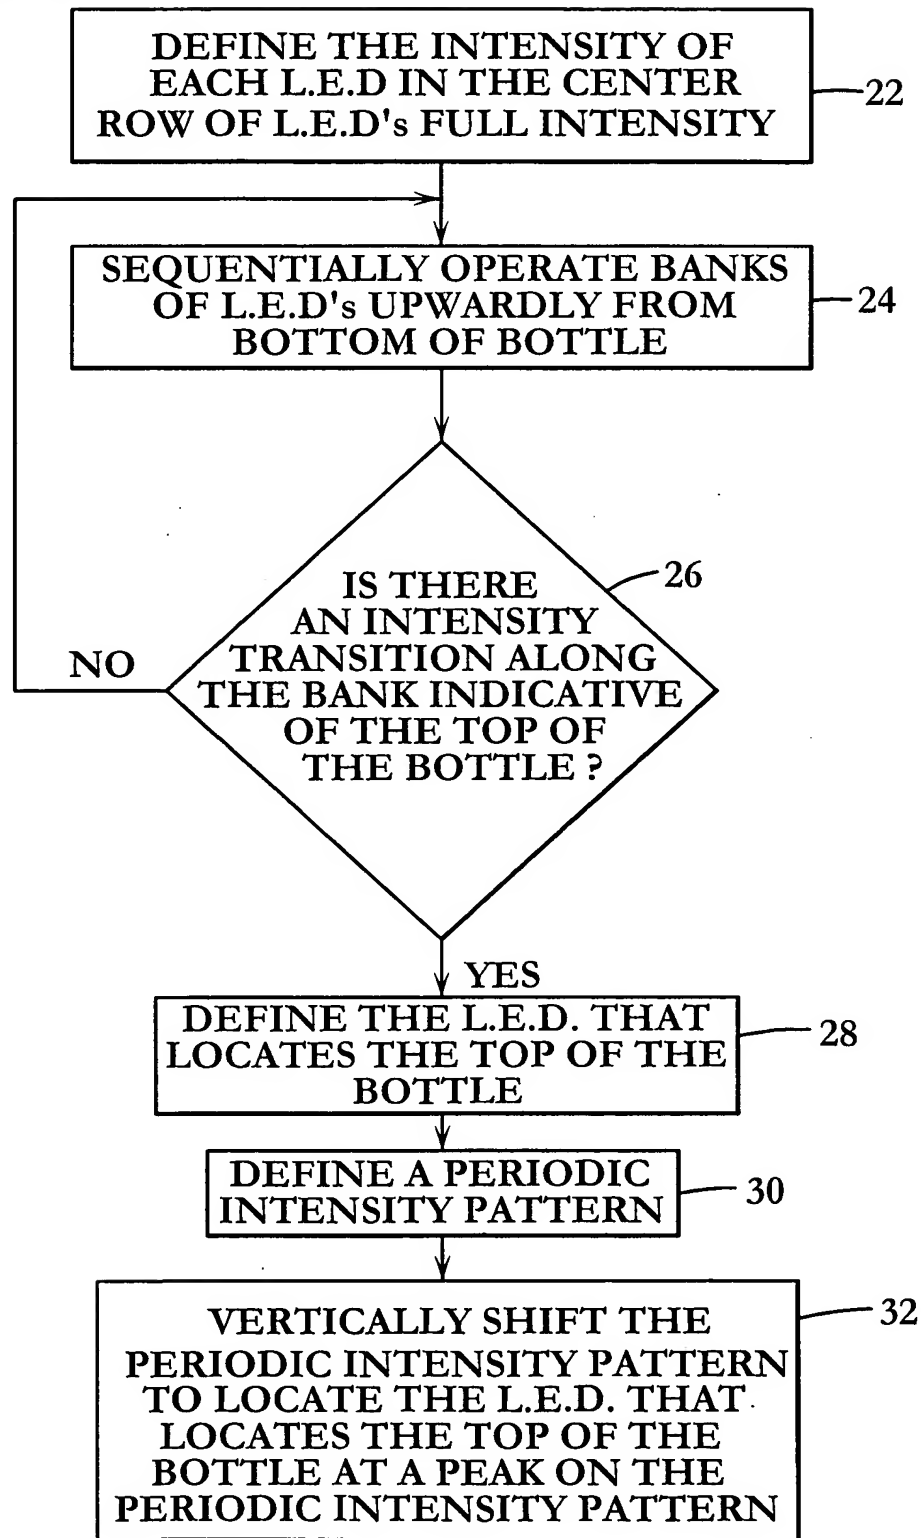 DEFINE THE INTENSITY OF
EACH L.E.D IN THE CENTER
ROW OF L.E.D's FULL INTENSITY
22
SEQUENTIALLY OPERATE BANKS
OF L.E.D's UPWARDLY FROM
BOTTOM OF BOTTLE
24
IS THERE
AN INTENSITY
TRANSITION ALONG
THE BANK INDICATIVE
OF THE TOP OF
THE BOTTLE ?
26
NO
YES
DEFINE THE L.E.D. THAT
LOCATES THE TOP OF THE
BOTTLE
28
DEFINE A PERIODIC
INTENSITY PATTERN
30
VERTICALLY SHIFT THE
PERIODIC INTENSITY PATTERN
TO LOCATE THE L.E.D. THAT
LOCATES THE TOP OF THE
BOTTLE AT A PEAK ON THE
PERIODIC INTENSITY PATTERN
32